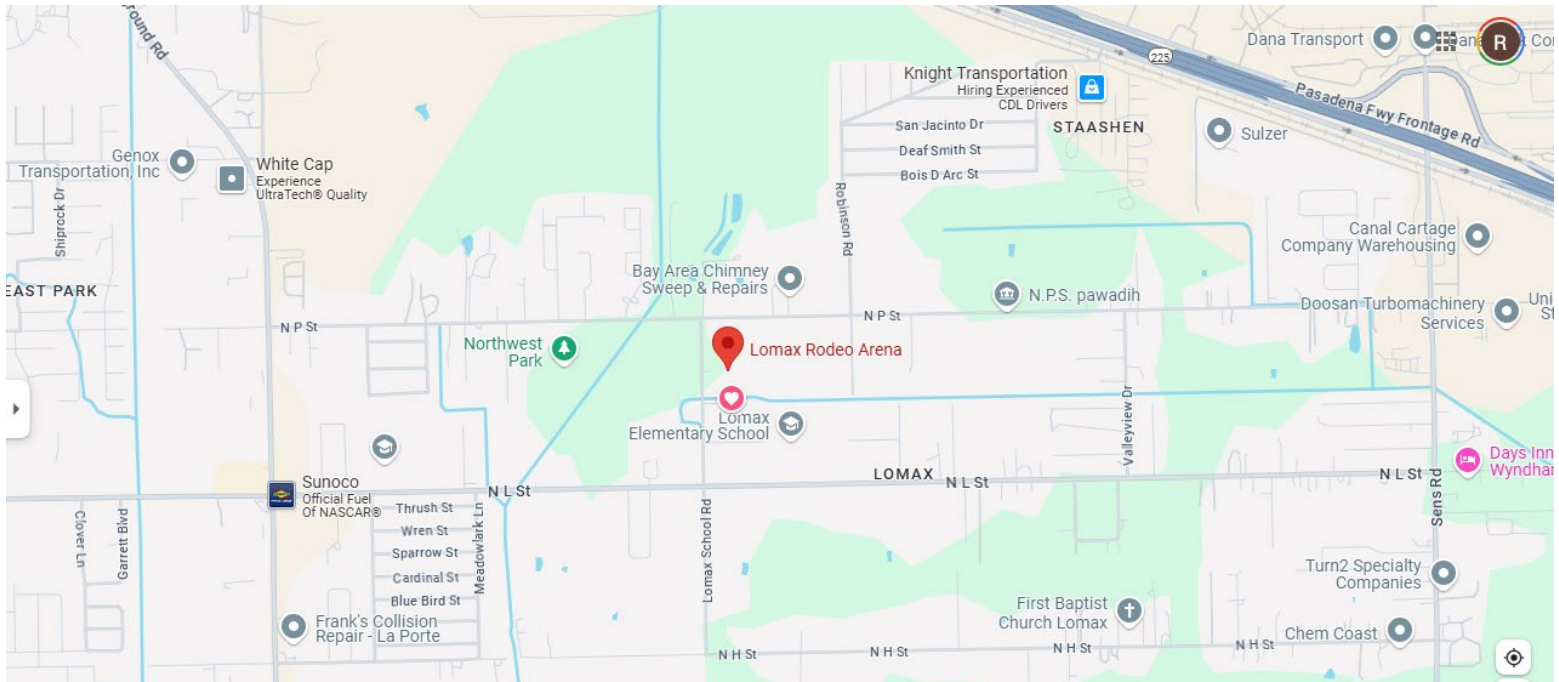 ground Rd
Dana Transport
R
225
Knight Transportation
Hiring Experienced
CDL Drivers
Pasadena Fwy Frontage Rd
San Jacinto Dr
STAASHEN
Sulzer
Deaf Smith St
Genox
Transportation, Inc
White Cap
Experience
UltraTech® Quality
Bois D Arc St
Shiprock Dr
Robinson Rd
Canal Cartage
Company Warehousing
Bay Area Chimney
Sweep & Repairs
EAST PARK
N.P.S. pawadih
Doosan Turbomachinery
Services
N P St
N P St
Northwest
Park
Lomax Rodeo Arena
Lomax
Elementary School
Valleyview Dr
LOMAX
N L St
N L St
N L St
Days Inn
Sens Rd
Sunoco
Official Fuel
Of NASCAR®
Thrush St
Wren St
Sparrow St
Cardinal St
Blue Bird St
Meadowlark Ln
Clover Ln
Garrett Blvd
Lomax School Rd
Turn2 Specialty
Companies
First Baptist
Church Lomax
Frank's Collision
Repair - La Porte
Chem Coast
N H St
N H St
N H St
N H St